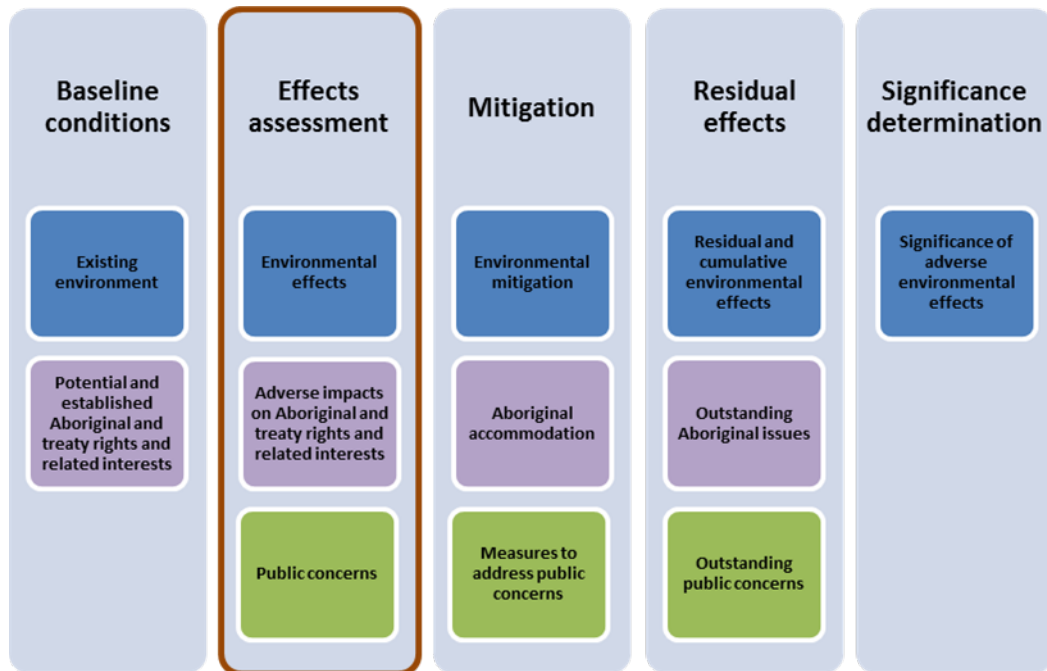 Baseline
conditions
Existing
environment
Potential and
established
Aboriginal and
treaty rights and
related interests
Effects
assessment
Environmental
effects
Adverse impacts
on Aboriginal and
treaty rights and
related interests
Public concerns
Mitigation
Environmental
mitigation
Aboriginal
accommodation
Measures to
address public
concerns
Residual
effects
Residual and
cumulative
environmental
effects
Outstanding
Aboriginal issues
Outstanding
public concerns
Significance
determination
Significance of
adverse
environmental
effects